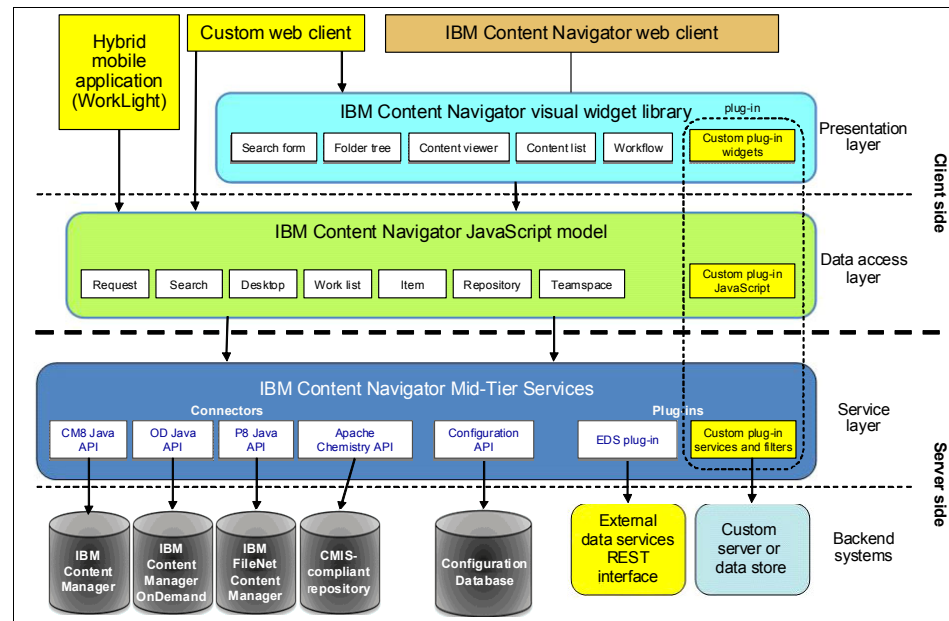 Hybrid
mobile
application
(WorkLight)
Custom web client
IBM Content Navigator web client
IBM Content Navigator visual widget library
plug-in
Search form
Folder tree
Content viewer
Content list
Workflow
Custom plug-in
widgets
Presentation
layer
Client side
IBM Content Navigator JavaScript model
Request
Search
Desktop
Work list
Item
Repository
Teamspace
Custom plug-in
JavaScript
Data access
layer
IBM Content Navigator Mid-Tier Services
Connectors
Plug-ins
CM8 Java
API
OD Java
API
P8 Java
API
Apache
Chemistry API
Configuration
API
EDS plug-in
Custom plug-in
services and filters
Service
layer
Server side
IBM
Content
Manager
IBM
Content
Manager
OnDemand
IBM
FileNet
Content
Manager
CMIS-
compliant
repository
Configuration
Database
External
data services
REST
interface
Custom
server or
data store
Backend
systems